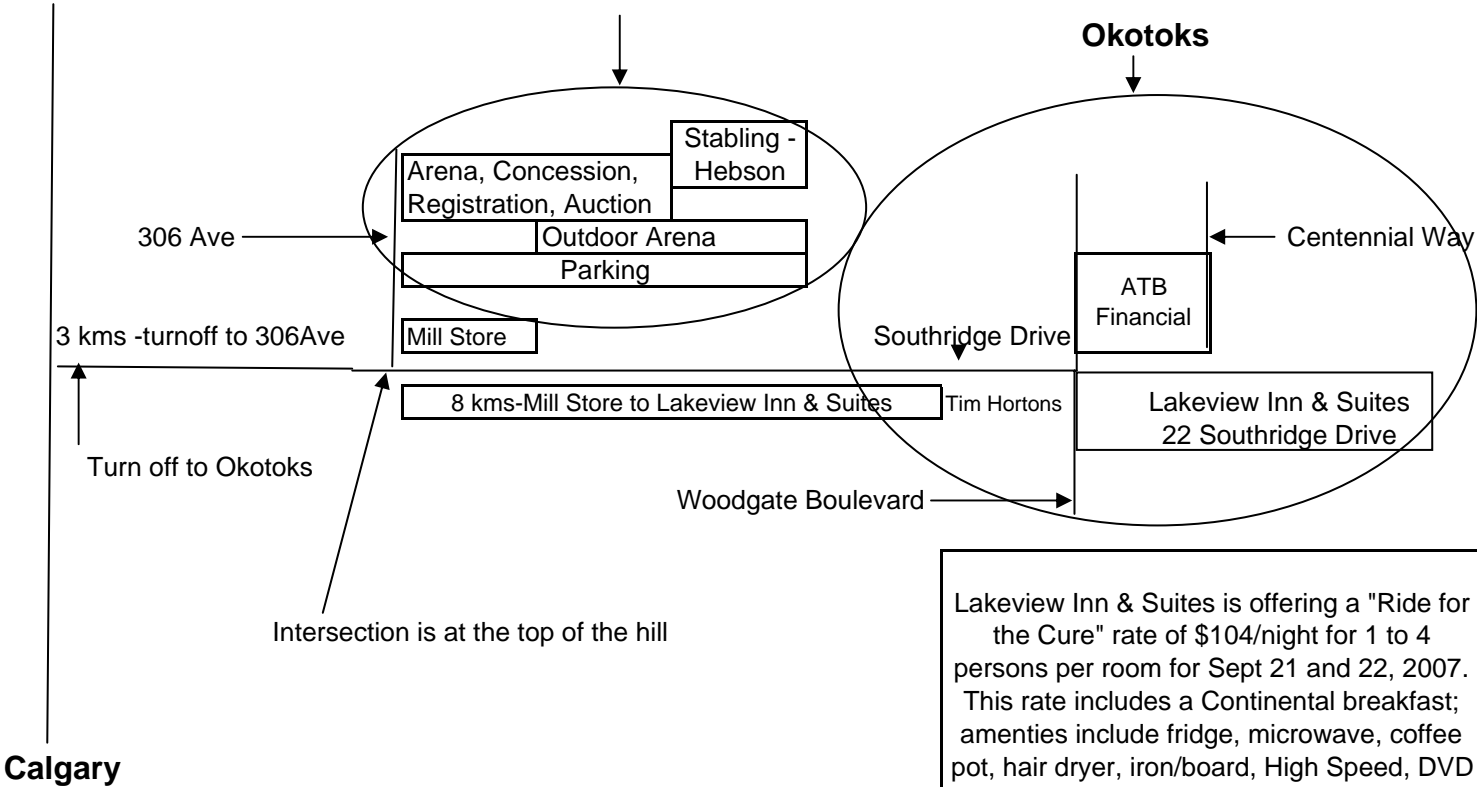 Okotoks
Stabling -
Hebson
Arena, Concession,
Registration, Auction
306 Ave
Outdoor Arena
Centennial Way
Parking
ATB
Financial
3 kms -turnoff to 306Ave
Mill Store
Southridge Drive
8 kms-Mill Store to Lakeview Inn & Suites
Tim Hortons
Lakeview Inn & Suites
22 Southridge Drive
Turn off to Okotoks
Woodgate Boulevard
Intersection is at the top of the hill
Lakeview Inn & Suites is offering a "Ride for
the Cure" rate of $104/night for 1 to 4
persons per room for Sept 21 and 22, 2007.
This rate includes a Continental breakfast;
amenties include fridge, microwave, coffee
pot, hair dryer, iron/board, High Speed, DVD
Calgary